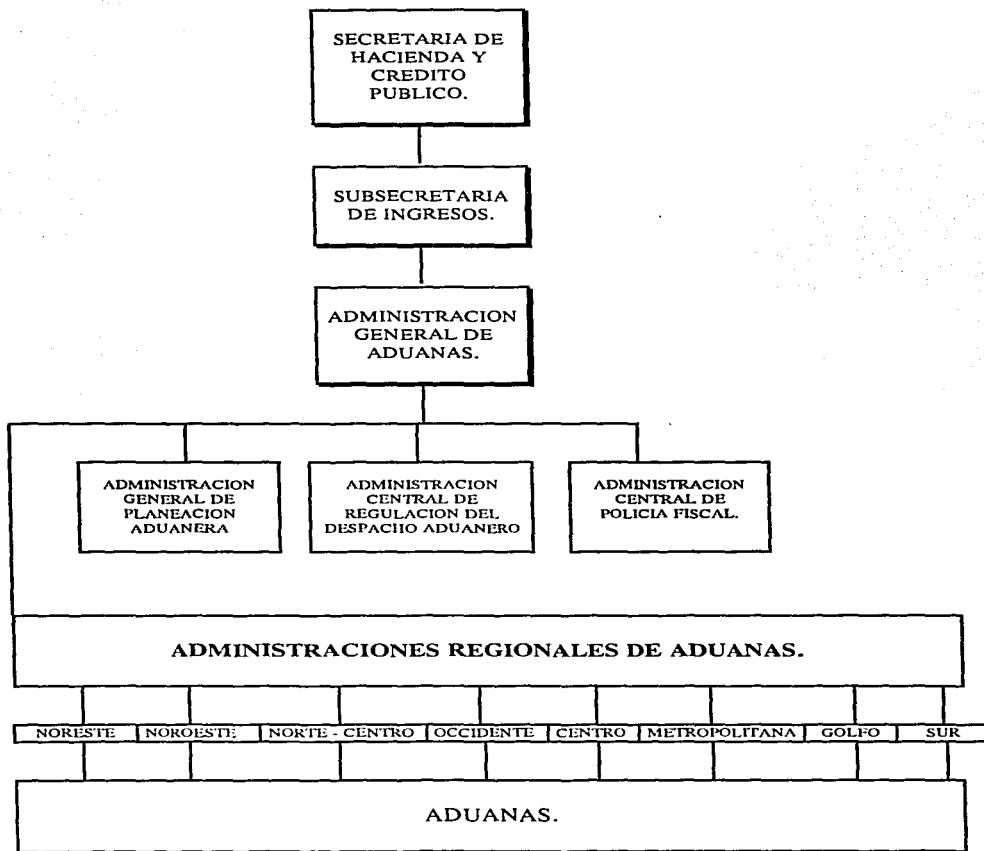 SECRETARIA DE
HACIENDA Y
CREDITO
PUBLICO.
SUBSECRETARIA
DE INGRESOS.
ADMINISTRACION
GENERAL DE
ADUANAS.
ADMINISTRACION
GENERAL DE
PLANEACION
ADUANERA
ADMINISTRACION
CENTRAL DE
REGULACION DEL
DESPACHO ADUANERO
ADMINISTRACION
CENTRAL DE
POLICIA FISCAL.
ADMINISTRACIONES REGIONALES DE ADUANAS.
NORESTE NOROESTE NORTE - CENTRO OCCIDENTE CENTRO METROPOLITANA GOLFO SUR
ADUANAS.